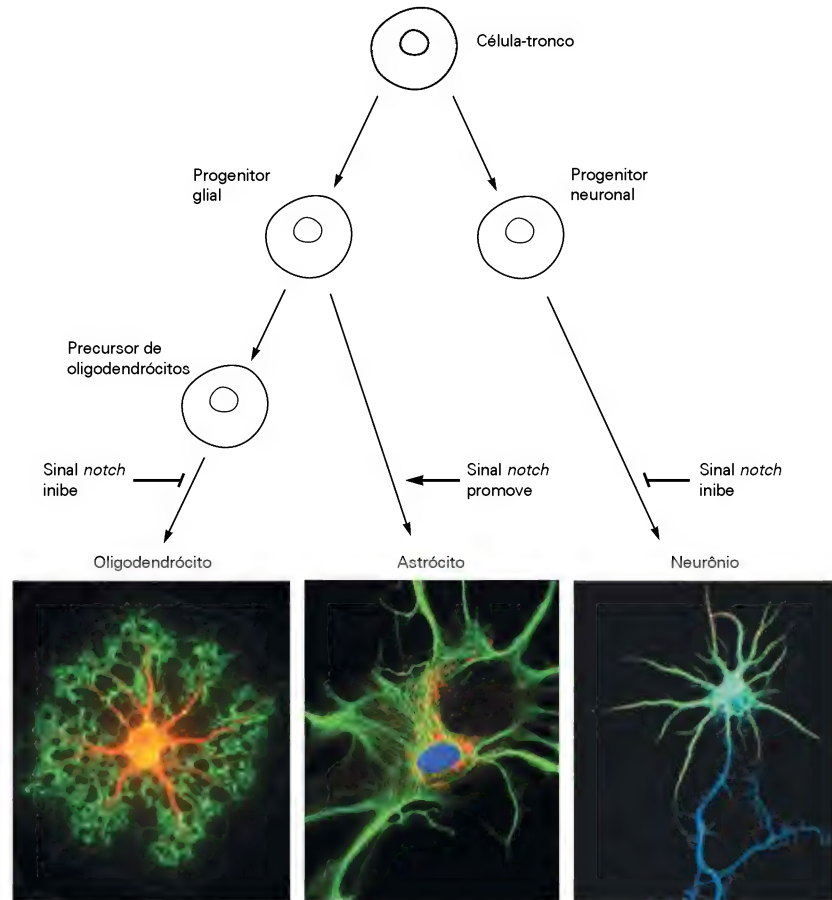 Célula-tronco
Progenitor
glial
Progenitor
neuronal
Precursor de
oligodendrócitos
Sinal notch
inibe
Sinal notch
promove
Sinal notch
inibe
Oligodendrócito
Astrócito
Neurônio